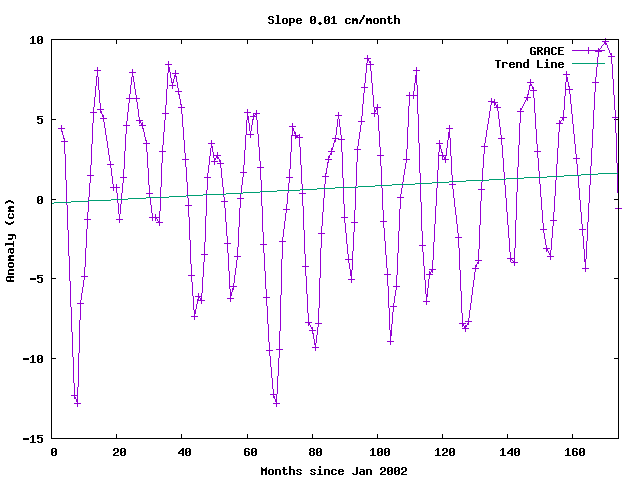 Slope 0.01 cm/month
GRACE
Trend Line
10
5
0
-5
-10
-15
Anomaly (cm)
0 20 40 60 80 100 120 140 160
Months since Jan 2002